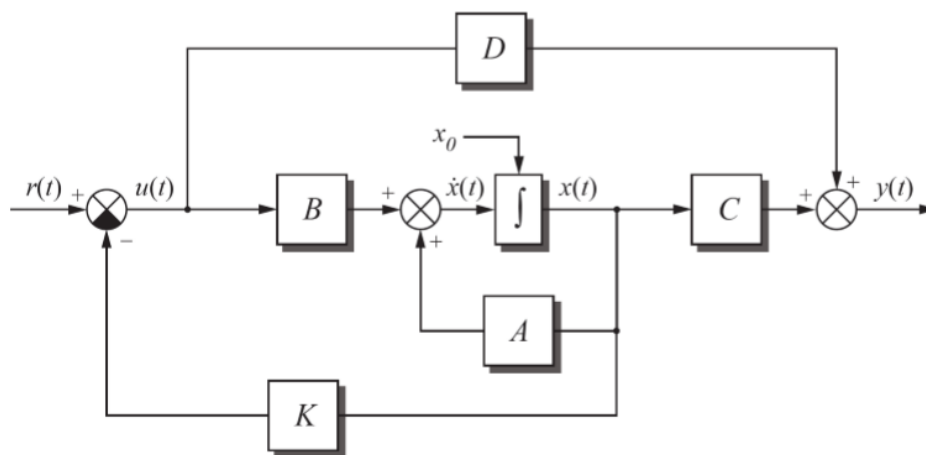 D
x₀
r(t) + u(t) B + ẋ(t) ∫ x(t) C + + y(t)
− +
A
K